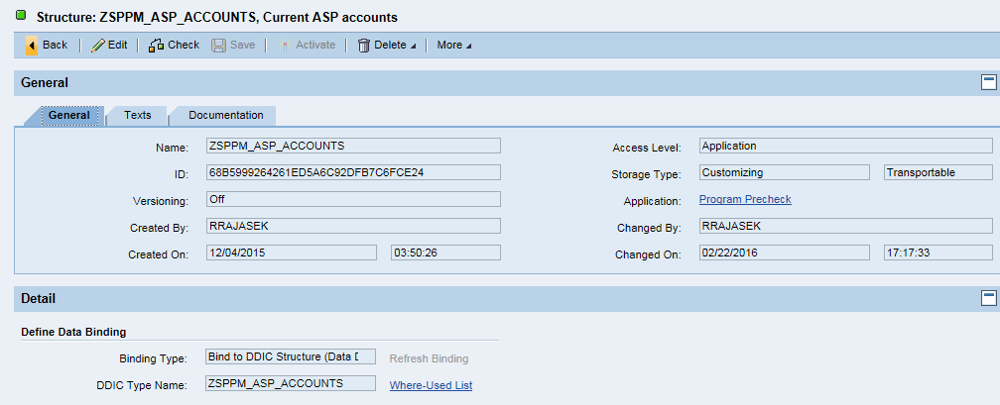 Structure: ZSPPM_ASP_ACCOUNTS, Current ASP accounts
Back Edit Check Save Activate Delete More
General
General Texts Documentation
Name: ZSPPM_ASP_ACCOUNTS Access Level: Application
ID: 68B5999264261ED5A6C92DFB7C6FCE24 Storage Type: Customizing Transportable
Versioning: Off Application: Program Precheck
Created By: RRAJASEK Changed By: RRAJASEK
Created On: 12/04/2015 03:50:26 Changed On: 02/22/2016 17:17:33
Detail
Define Data Binding
Binding Type: Bind to DDIC Structure (Data D Refresh Binding
DDIC Type Name: ZSPPM_ASP_ACCOUNTS Where-Used List